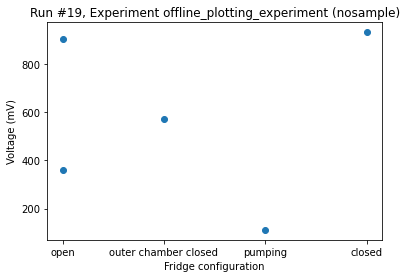 Run #19, Experiment offline_plotting_experiment (nosample)
Voltage (mV)
800
600
400
200
open
outer chamber closed
pumping
closed
Fridge configuration